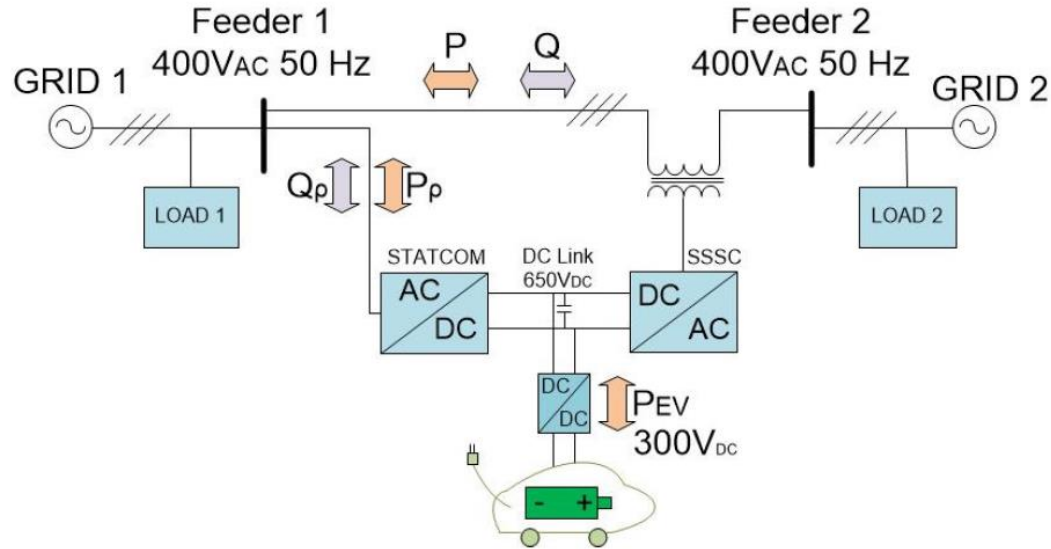 Feeder 1
400VAC 50 Hz
P
Q
Feeder 2
400VAC 50 Hz
GRID 1
GRID 2
Qρ
Pρ
LOAD 1
LOAD 2
STATCOM
DC Link
650VDC
SSSC
AC
DC
DC
AC
DC
DC
PEV
300VDC
- +